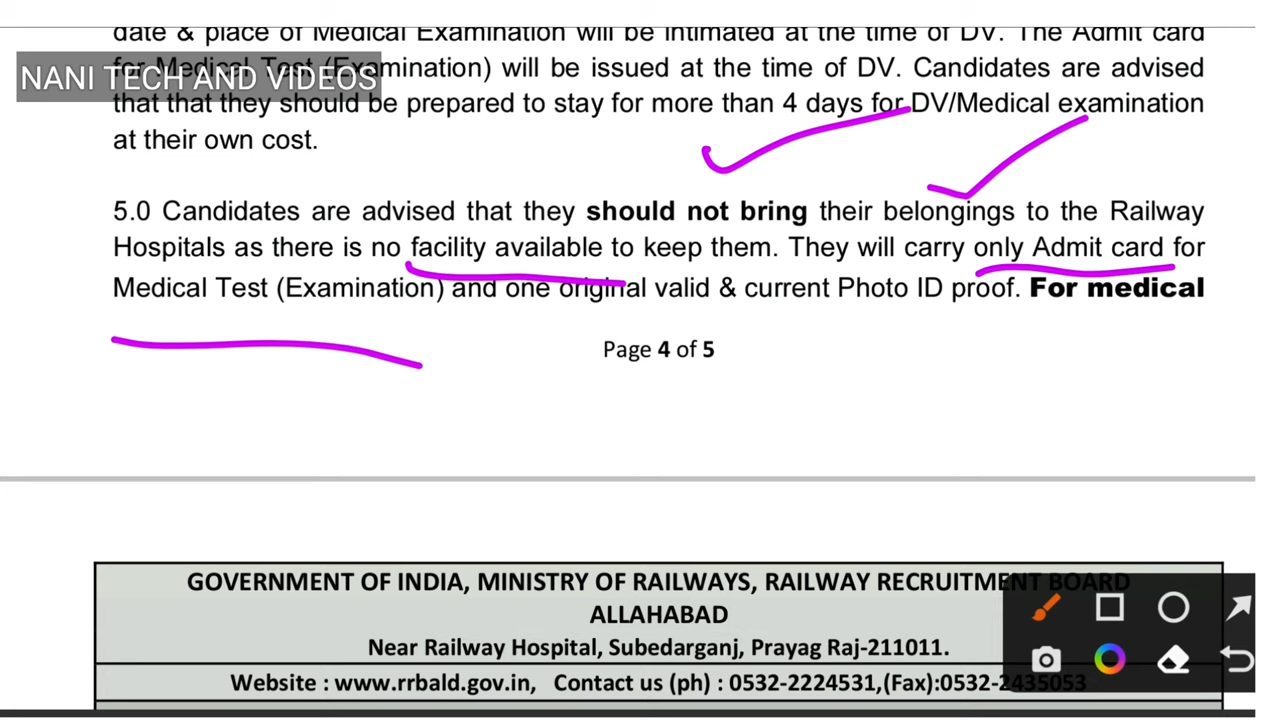 date & place of Medical Examination will be intimated at the time of DV. The Admit card
NANI TECH AND VIDEOS
for Medical Test (Examination) will be issued at the time of DV. Candidates are advised
that that they should be prepared to stay for more than 4 days for DV/Medical examination
at their own cost.
5.0 Candidates are advised that they should not bring their belongings to the Railway
Hospitals as there is no facility available to keep them. They will carry only Admit card for
Medical Test (Examination) and one original valid & current Photo ID proof. For medical
Page 4 of 5
GOVERNMENT OF INDIA, MINISTRY OF RAILWAYS, RAILWAY RECRUITMENT BOARD
ALLAHABAD
Near Railway Hospital, Subedarganj, Prayag Raj-211011.
Website : www.rrbald.gov.in, Contact us (ph) : 0532-2224531,(Fax):0532-2435053